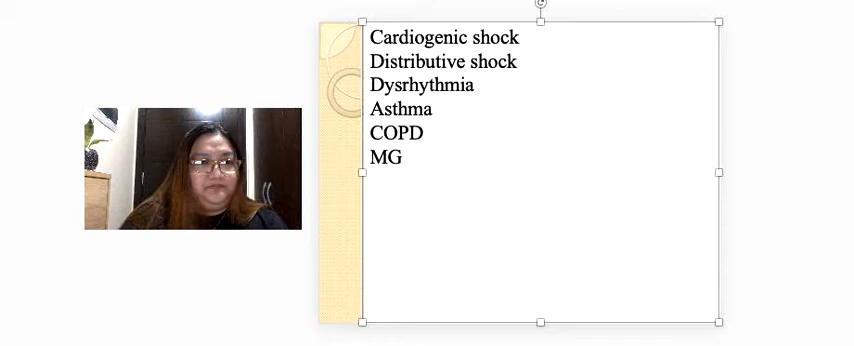 Cardiogenic shock
Distributive shock
Dysrhythmia
Asthma
COPD
MG